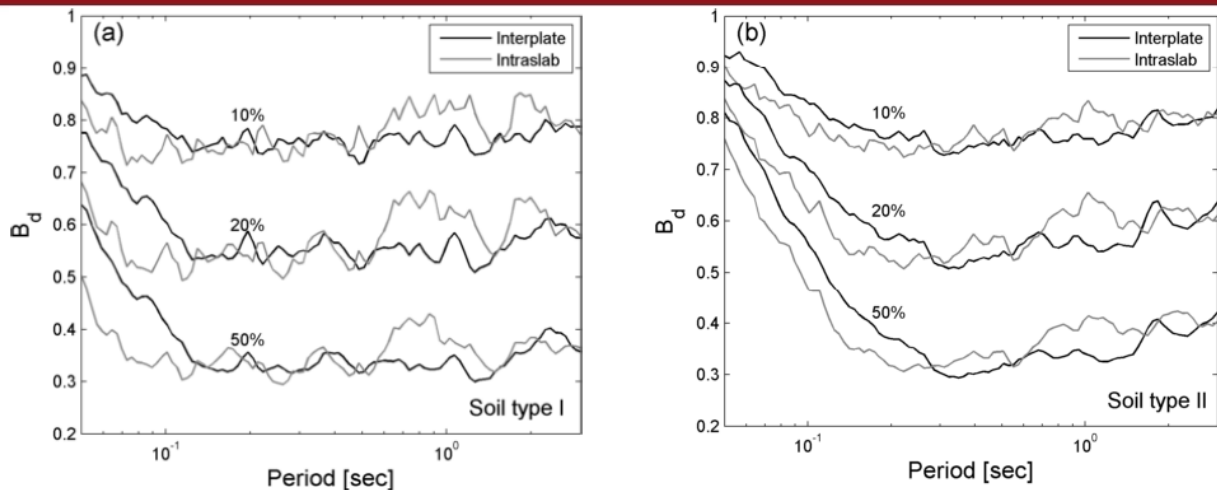 (a)
Interplate
Intraslab
10%
20%
50%
Soil type I
B_d
1
0.9
0.8
0.7
0.6
0.5
0.4
0.3
0.2
10^-1
10^0
Period [sec]
(b)
Interplate
Intraslab
10%
20%
50%
Soil type II
B_d
1
0.9
0.8
0.7
0.6
0.5
0.4
0.3
0.2
10^-1
10^0
Period [sec]